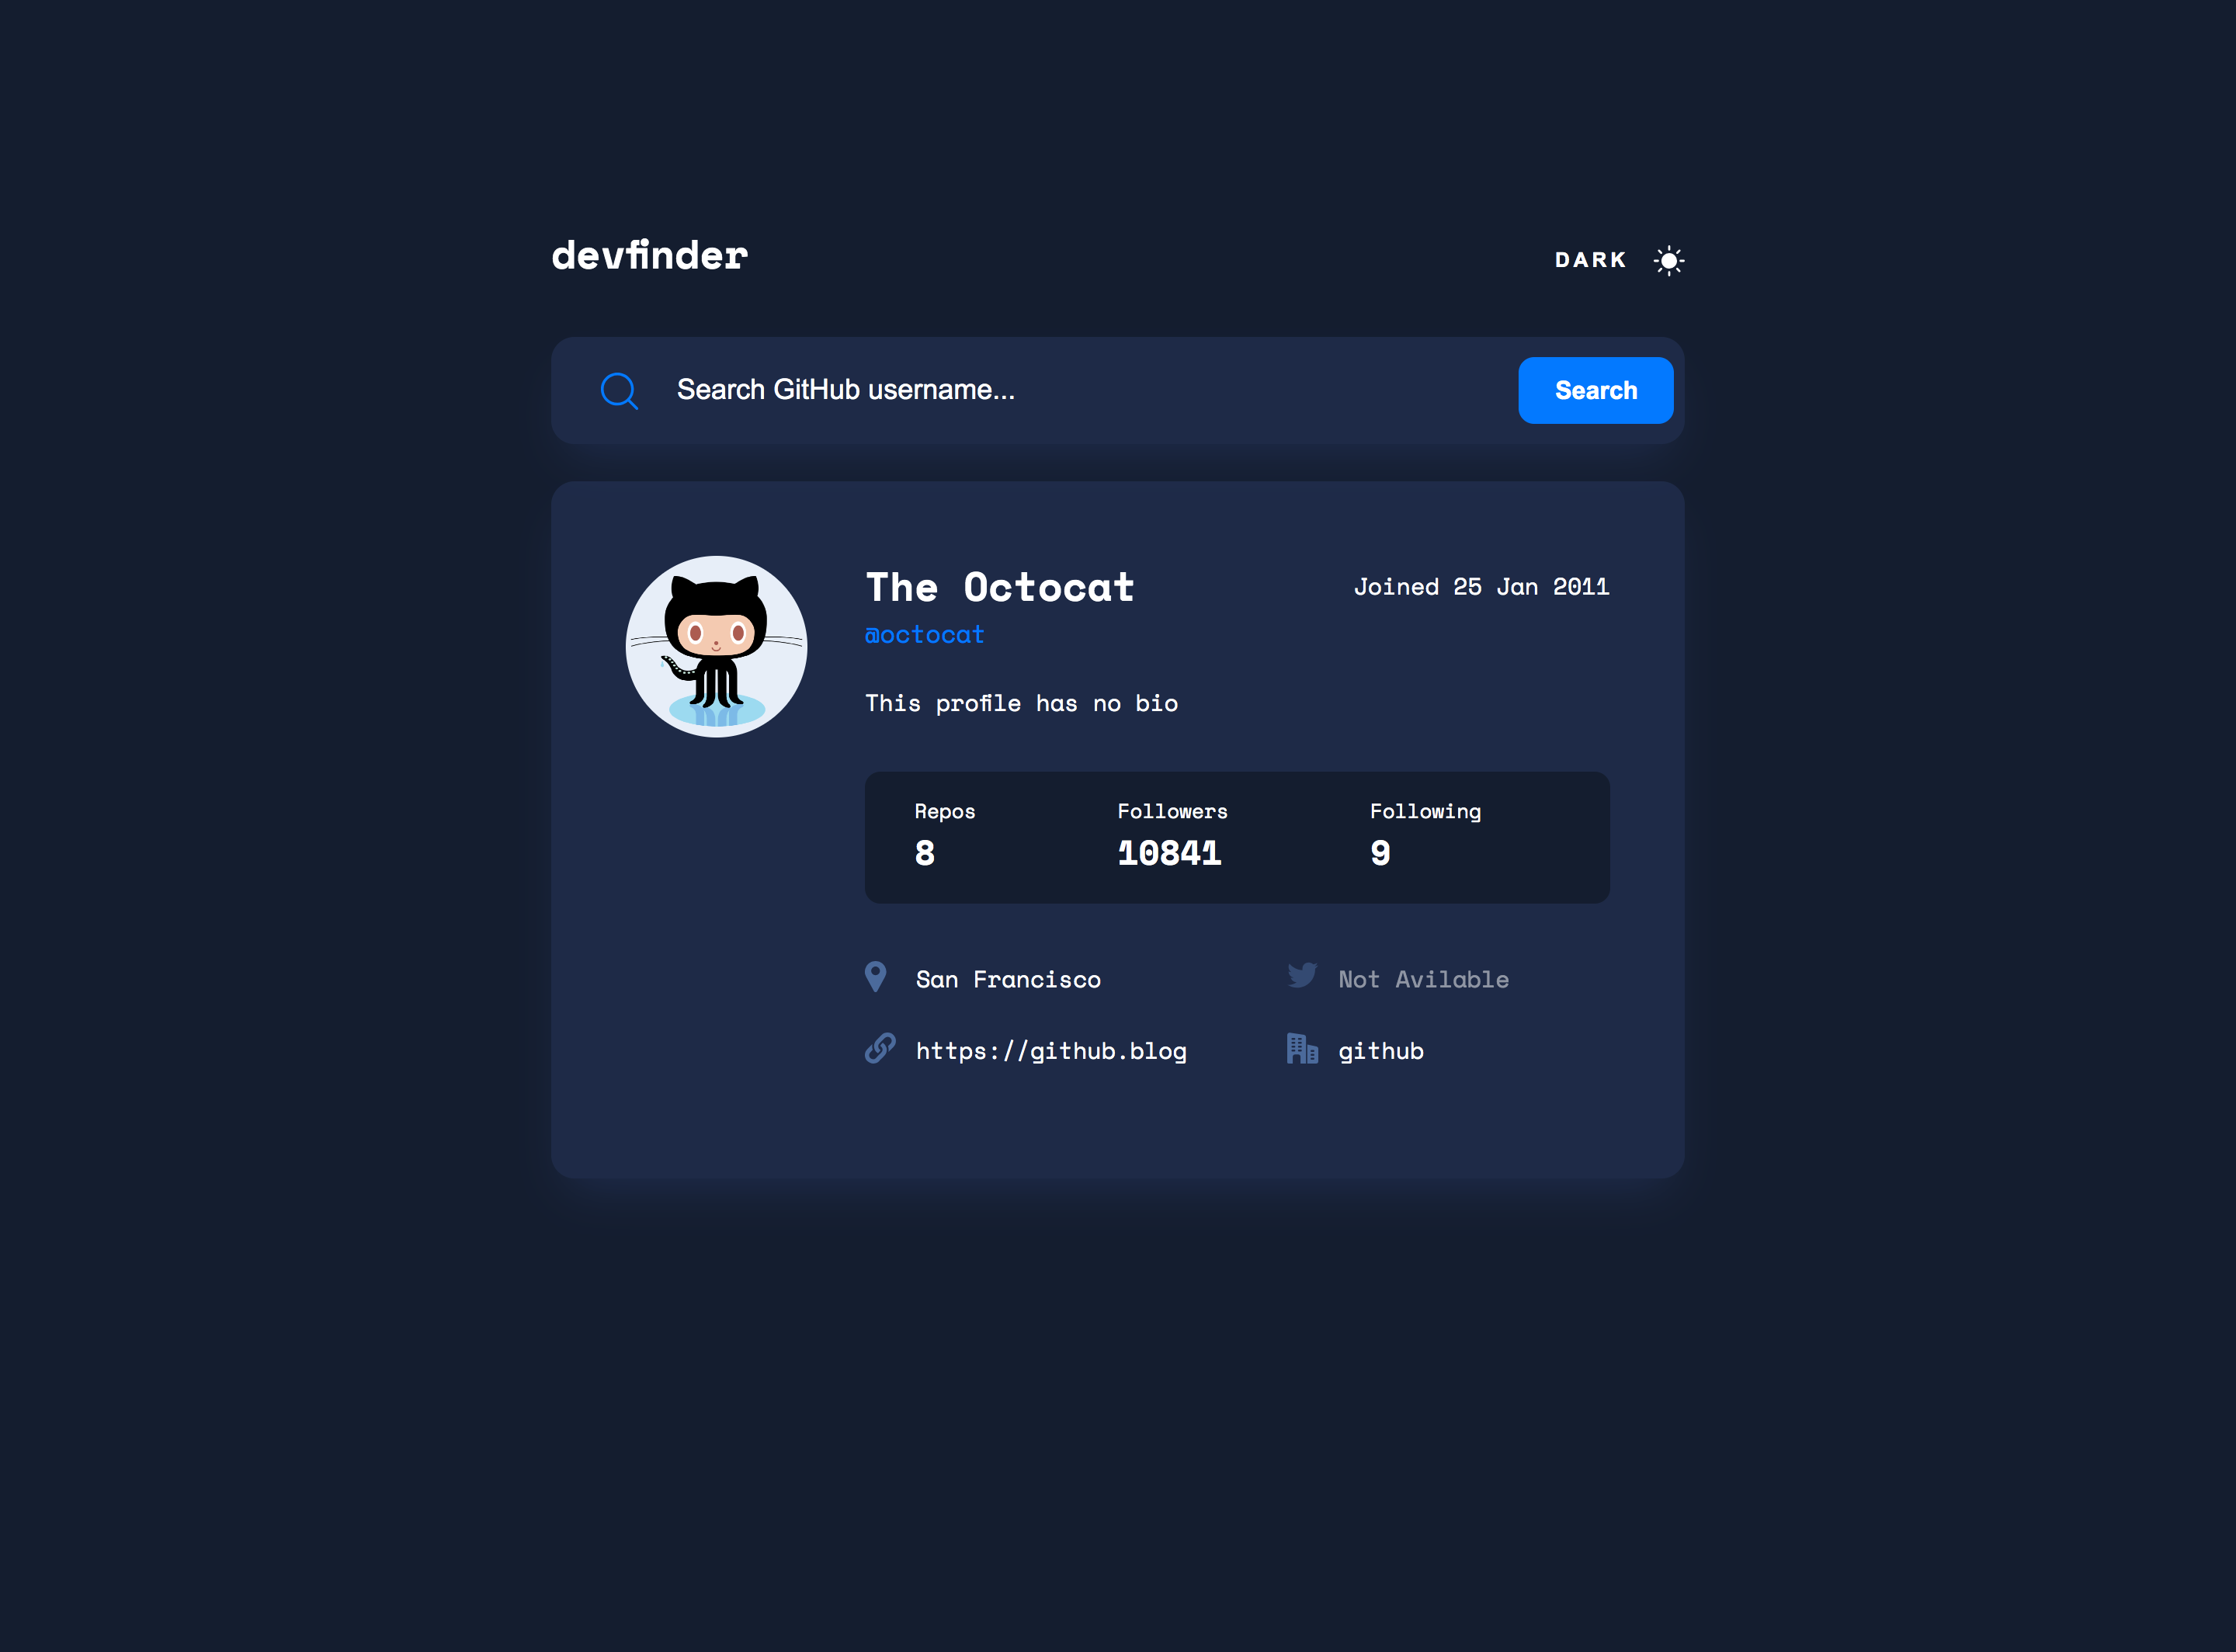 devfinder
DARK
Search GitHub username...
Search
The Octocat
Joined 25 Jan 2011
@octocat
This profile has no bio
Repos
Followers
Following
8
10841
9
San Francisco
Not Avilable
https://github.blog
github